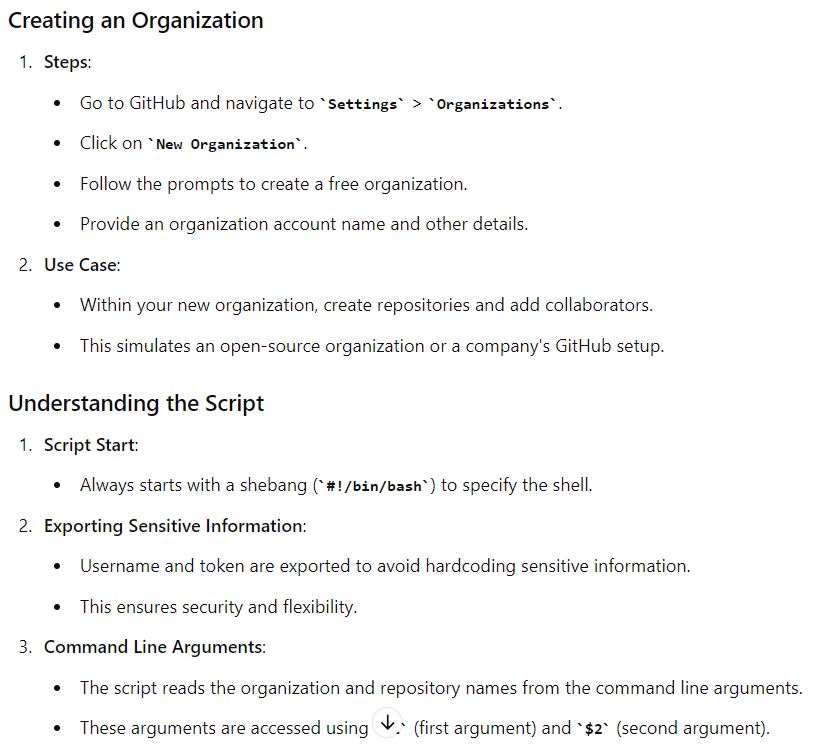 Creating an Organization
1. Steps:
• Go to GitHub and navigate to `Settings` > `Organizations`.
• Click on `New Organization`.
• Follow the prompts to create a free organization.
• Provide an organization account name and other details.
2. Use Case:
• Within your new organization, create repositories and add collaborators.
• This simulates an open-source organization or a company's GitHub setup.
Understanding the Script
1. Script Start:
• Always starts with a shebang (`#!/bin/bash`) to specify the shell.
2. Exporting Sensitive Information:
• Username and token are exported to avoid hardcoding sensitive information.
• This ensures security and flexibility.
3. Command Line Arguments:
• The script reads the organization and repository names from the command line arguments.
• These arguments are accessed using (first argument) and `$2` (second argument).